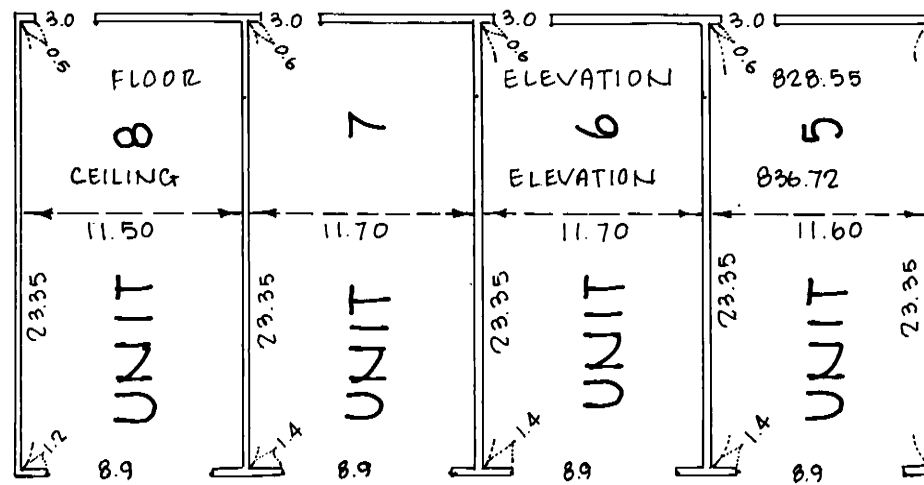 3.0 3.0 3.0 3.0
0.5 0.6 0.6 0.6
FLOOR ELEVATION 828.55
8 7 6 5
CEILING ELEVATION 836.72
11.50 11.70 11.70 11.60
23.35 23.35 23.35 23.35 23.35
UNIT UNIT UNIT UNIT
1.2 1.4 1.4 1.4
8.9 8.9 8.9 8.9